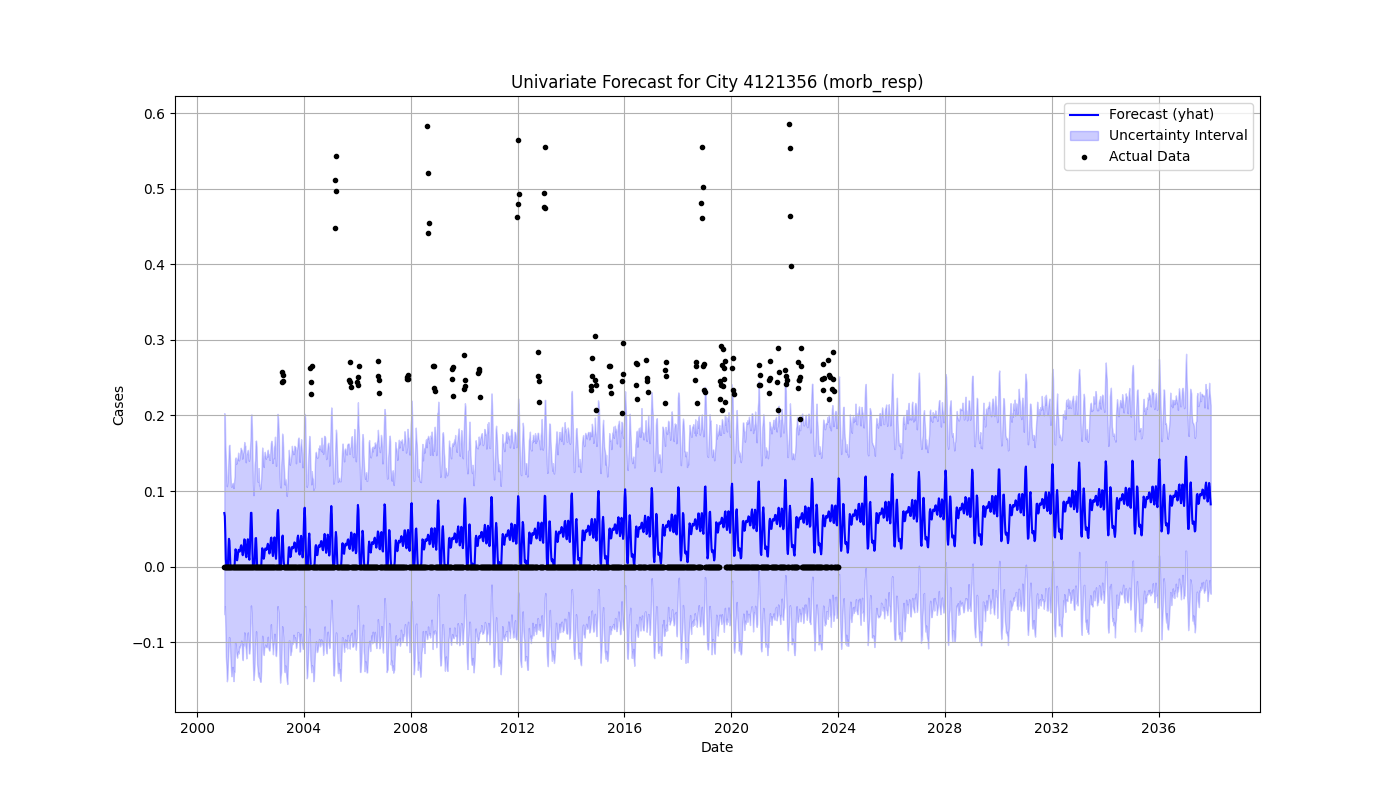 Univariate Forecast for City 4121356 (morb_resp)
Forecast (yhat)
Uncertainty Interval
Actual Data
Cases
0.6
0.5
0.4
0.3
0.2
0.1
0.0
−0.1
2000 2004 2008 2012 2016 2020 2024 2028 2032 2036
Date